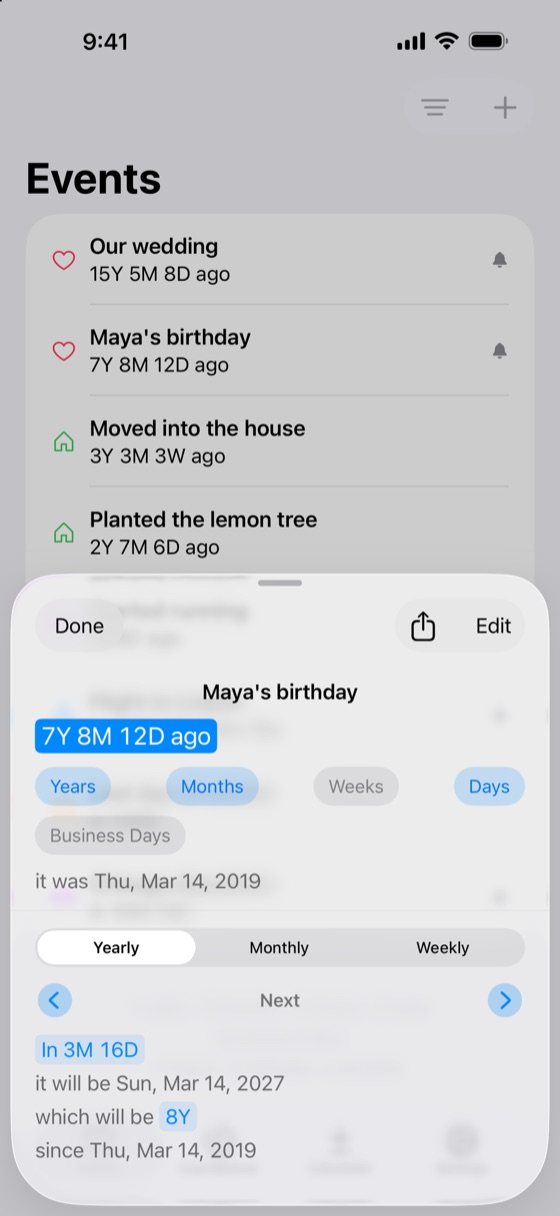 9:41
Events
Our wedding
15Y 5M 8D ago
Maya's birthday
7Y 8M 12D ago
Moved into the house
3Y 3M 3W ago
Planted the lemon tree
2Y 7M 6D ago
Done
Edit
Maya's birthday
7Y 8M 12D ago
Years Months Weeks Days
Business Days
it was Thu, Mar 14, 2019
Yearly Monthly Weekly
Next
In 3M 16D
it will be Sun, Mar 14, 2027
which will be 8Y
since Thu, Mar 14, 2019